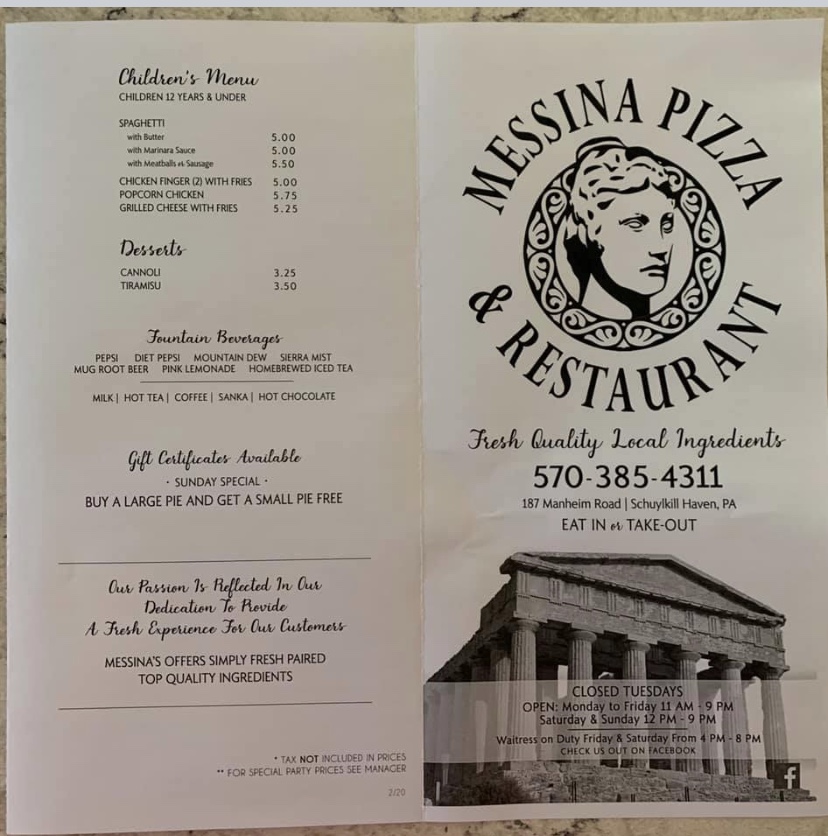 Children's Menu
CHILDREN 12 YEARS & UNDER
SPAGHETTI
with Butter 5.00
with Marinara Sauce 5.00
with Meatballs or Sausage 5.50
CHICKEN FINGER (2) WITH FRIES 5.00
POPCORN CHICKEN 5.75
GRILLED CHEESE WITH FRIES 5.25
Desserts
CANNOLI 3.25
TIRAMISU 3.50
Fountain Beverages
PEPSI DIET PEPSI MOUNTAIN DEW SIERRA MIST
MUG ROOT BEER PINK LEMONADE HOMEBREWED ICED TEA
MILK | HOT TEA | COFFEE | SANKA | HOT CHOCOLATE
Gift Certificates Available
· SUNDAY SPECIAL ·
BUY A LARGE PIE AND GET A SMALL PIE FREE
Our Passion Is Reflected In Our
Dedication To Provide
A Fresh Experience For Our Customers
MESSINA'S OFFERS SIMPLY FRESH PAIRED
TOP QUALITY INGREDIENTS
* TAX NOT INCLUDED IN PRICES
** FOR SPECIAL PARTY PRICES SEE MANAGER
2/20
MESSINA PIZZA
& RESTAURANT
Fresh Quality Local Ingredients
570-385-4311
187 Manheim Road | Schuylkill Haven, PA
EAT IN or TAKE-OUT
CLOSED TUESDAYS
OPEN: Monday to Friday 11 AM - 9 PM
Saturday & Sunday 12 PM - 9 PM
Waitress on Duty Friday & Saturday From 4 PM - 8 PM
CHECK US OUT ON FACEBOOK
f